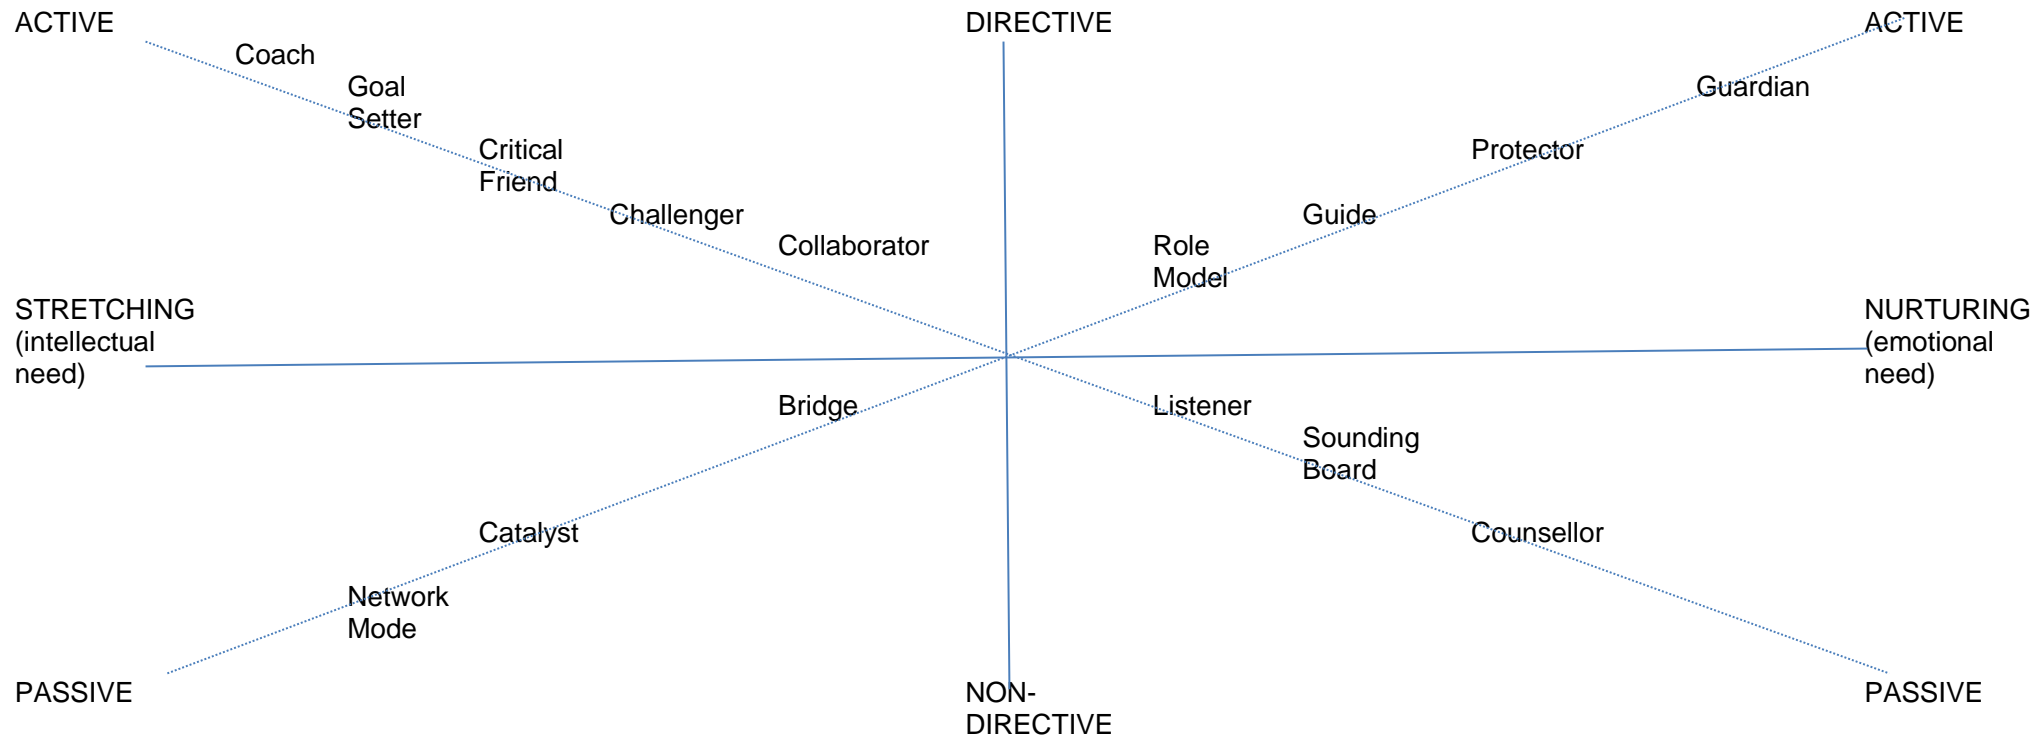 ACTIVE DIRECTIVE ACTIVE
Coach
Goal Guardian
Setter
Critical Protector
Friend
Challenger Guide
Collaborator Role
Model
STRETCHING NURTURING
(intellectual (emotional
need) need)
Bridge Listener
Sounding
Board
Catalyst Counsellor
Network
Mode
PASSIVE NON- PASSIVE
DIRECTIVE